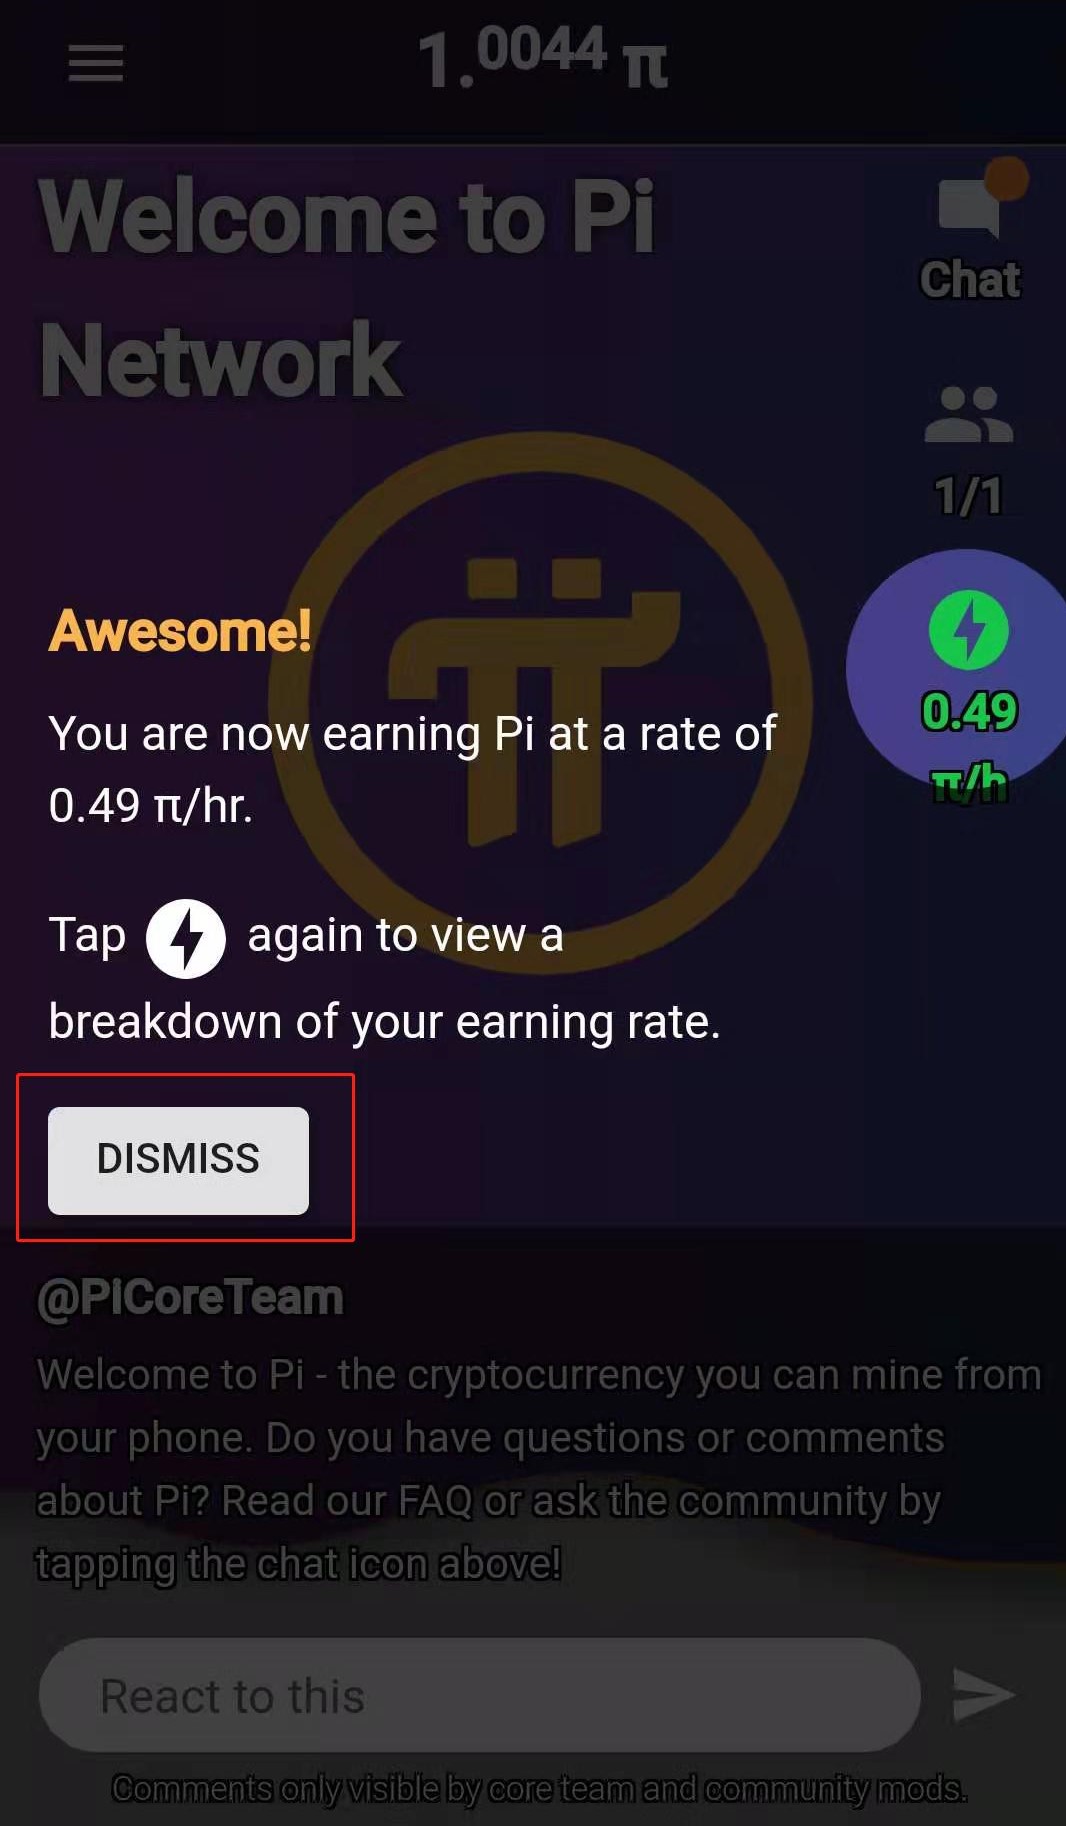 1.0044 π
Welcome to Pi
Network
Chat
1/1
0.49
π/h
Awesome!
You are now earning Pi at a rate of
0.49 π/hr.
Tap again to view a
breakdown of your earning rate.
DISMISS
@PiCoreTeam
Welcome to Pi - the cryptocurrency you can mine from
your phone. Do you have questions or comments
about Pi? Read our FAQ or ask the community by
tapping the chat icon above!
React to this
Comments only visible by core team and community mods.